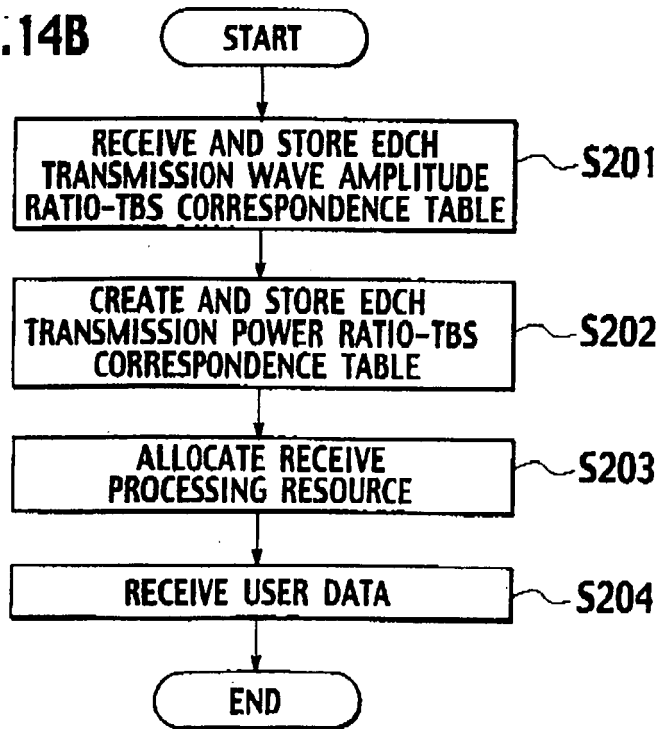 .14B
START
RECEIVE AND STORE EDCH
TRANSMISSION WAVE AMPLITUDE
RATIO-TBS CORRESPONDENCE TABLE
S201
CREATE AND STORE EDCH
TRANSMISSION POWER RATIO-TBS
CORRESPONDENCE TABLE
S202
ALLOCATE RECEIVE
PROCESSING RESOURCE
S203
RECEIVE USER DATA
S204
END